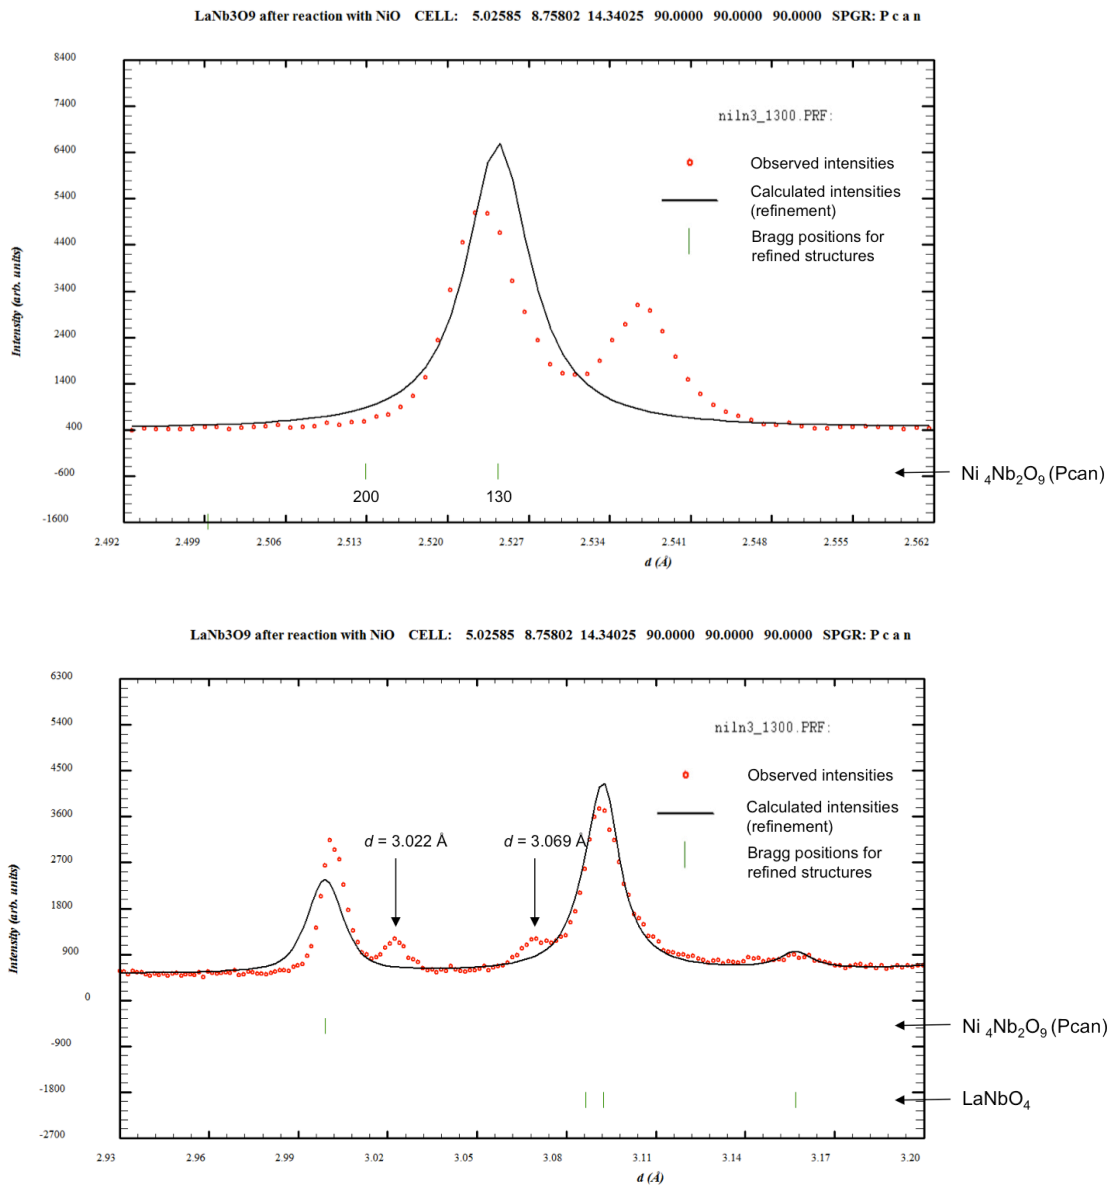 LaNb3O9 after reaction with NiO CELL: 5.02585 8.75802 14.34025 90.0000 90.0000 90.0000 SPGR: P c a n
8400
7400
6400
5400
4400
3400
2400
1400
400
-600
-1600
Intensity (arb. units)
niln3_1300.PRF:
Observed intensities
Calculated intensities
(refinement)
Bragg positions for
refined structures
Ni 4Nb2O9 (Pcan)
200 130
2.492 2.499 2.506 2.513 2.520 2.527 2.534 2.541 2.548 2.555 2.562
d (Å)
LaNb3O9 after reaction with NiO CELL: 5.02585 8.75802 14.34025 90.0000 90.0000 90.0000 SPGR: P c a n
6300
5400
4500
3600
2700
1800
900
0
-900
-1800
-2700
Intensity (arb. units)
niln3_1300.PRF:
Observed intensities
Calculated intensities
(refinement)
Bragg positions for
refined structures
d = 3.022 Å d = 3.069 Å
Ni 4Nb2O9 (Pcan)
LaNbO4
2.93 2.96 2.99 3.02 3.05 3.08 3.11 3.14 3.17 3.20
d (Å)